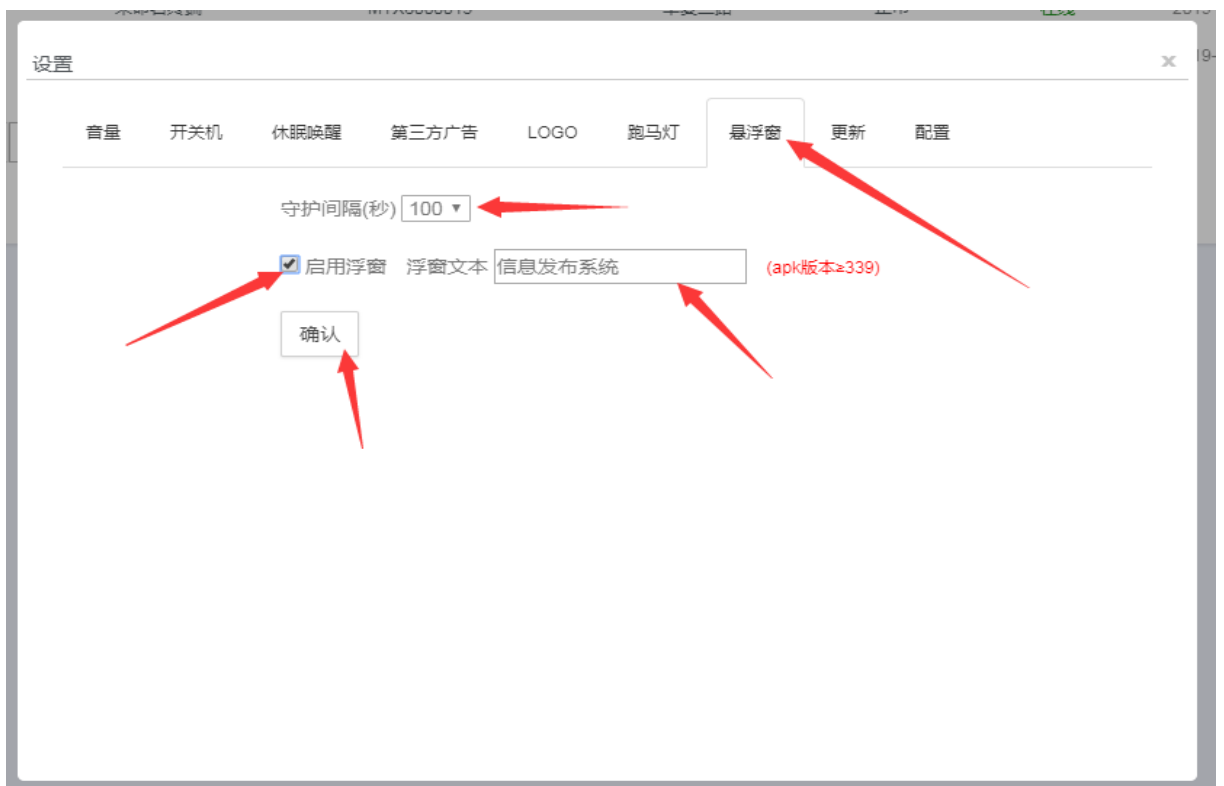 设置 ×
19-
音量 开关机 休眠唤醒 第三方广告 LOGO 跑马灯 悬浮窗 更新 配置
守护间隔(秒) 100
启用浮窗 浮窗文本 信息发布系统 (apk版本≥339)
确认